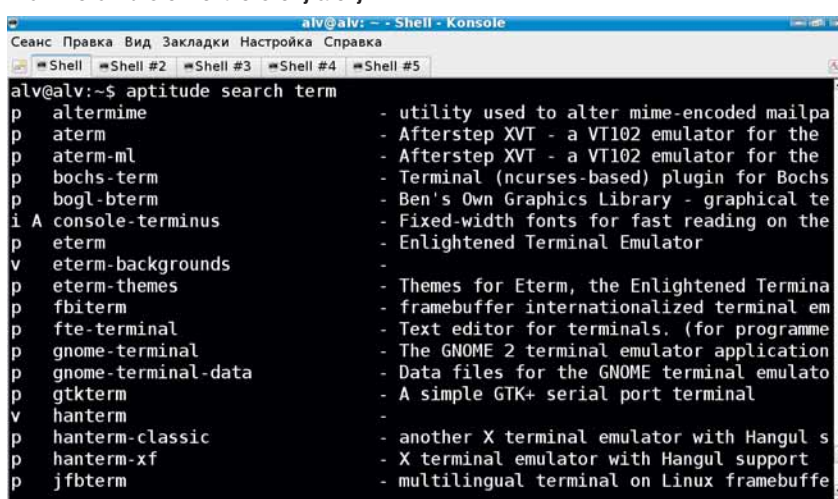 alv@alv: ~ - Shell - Konsole
Сеанс Правка Вид Закладки Настройка Справка
Shell Shell #2 Shell #3 Shell #4 Shell #5
alv@alv:~$ aptitude search term
p altermime - utility used to alter mime-encoded mailpa
p aterm - Afterstep XVT - a VT102 emulator for the
p aterm-ml - Afterstep XVT - a VT102 emulator for the
p bochs-term - Terminal (ncurses-based) plugin for Bochs
p bogl-bterm - Ben's Own Graphics Library - graphical te
i A console-terminus - Fixed-width fonts for fast reading on the
p eterm - Enlightened Terminal Emulator
v eterm-backgrounds -
p eterm-themes - Themes for Eterm, the Enlightened Termina
p fbiterm - framebuffer internationalized terminal em
p fte-terminal - Text editor for terminals. (for programme
p gnome-terminal - The GNOME 2 terminal emulator application
p gnome-terminal-data - Data files for the GNOME terminal emulato
p gtkterm - A simple GTK+ serial port terminal
v hanterm -
p hanterm-classic - another X terminal emulator with Hangul s
p hanterm-xf - X terminal emulator with Hangul support
p jfbterm - multilingual terminal on Linux framebuffe